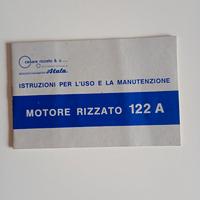 cesare rizzato & c.
Atala
ISTRUZIONI PER L'USO E LA MANUTENZIONE
MOTORE RIZZATO 122 A